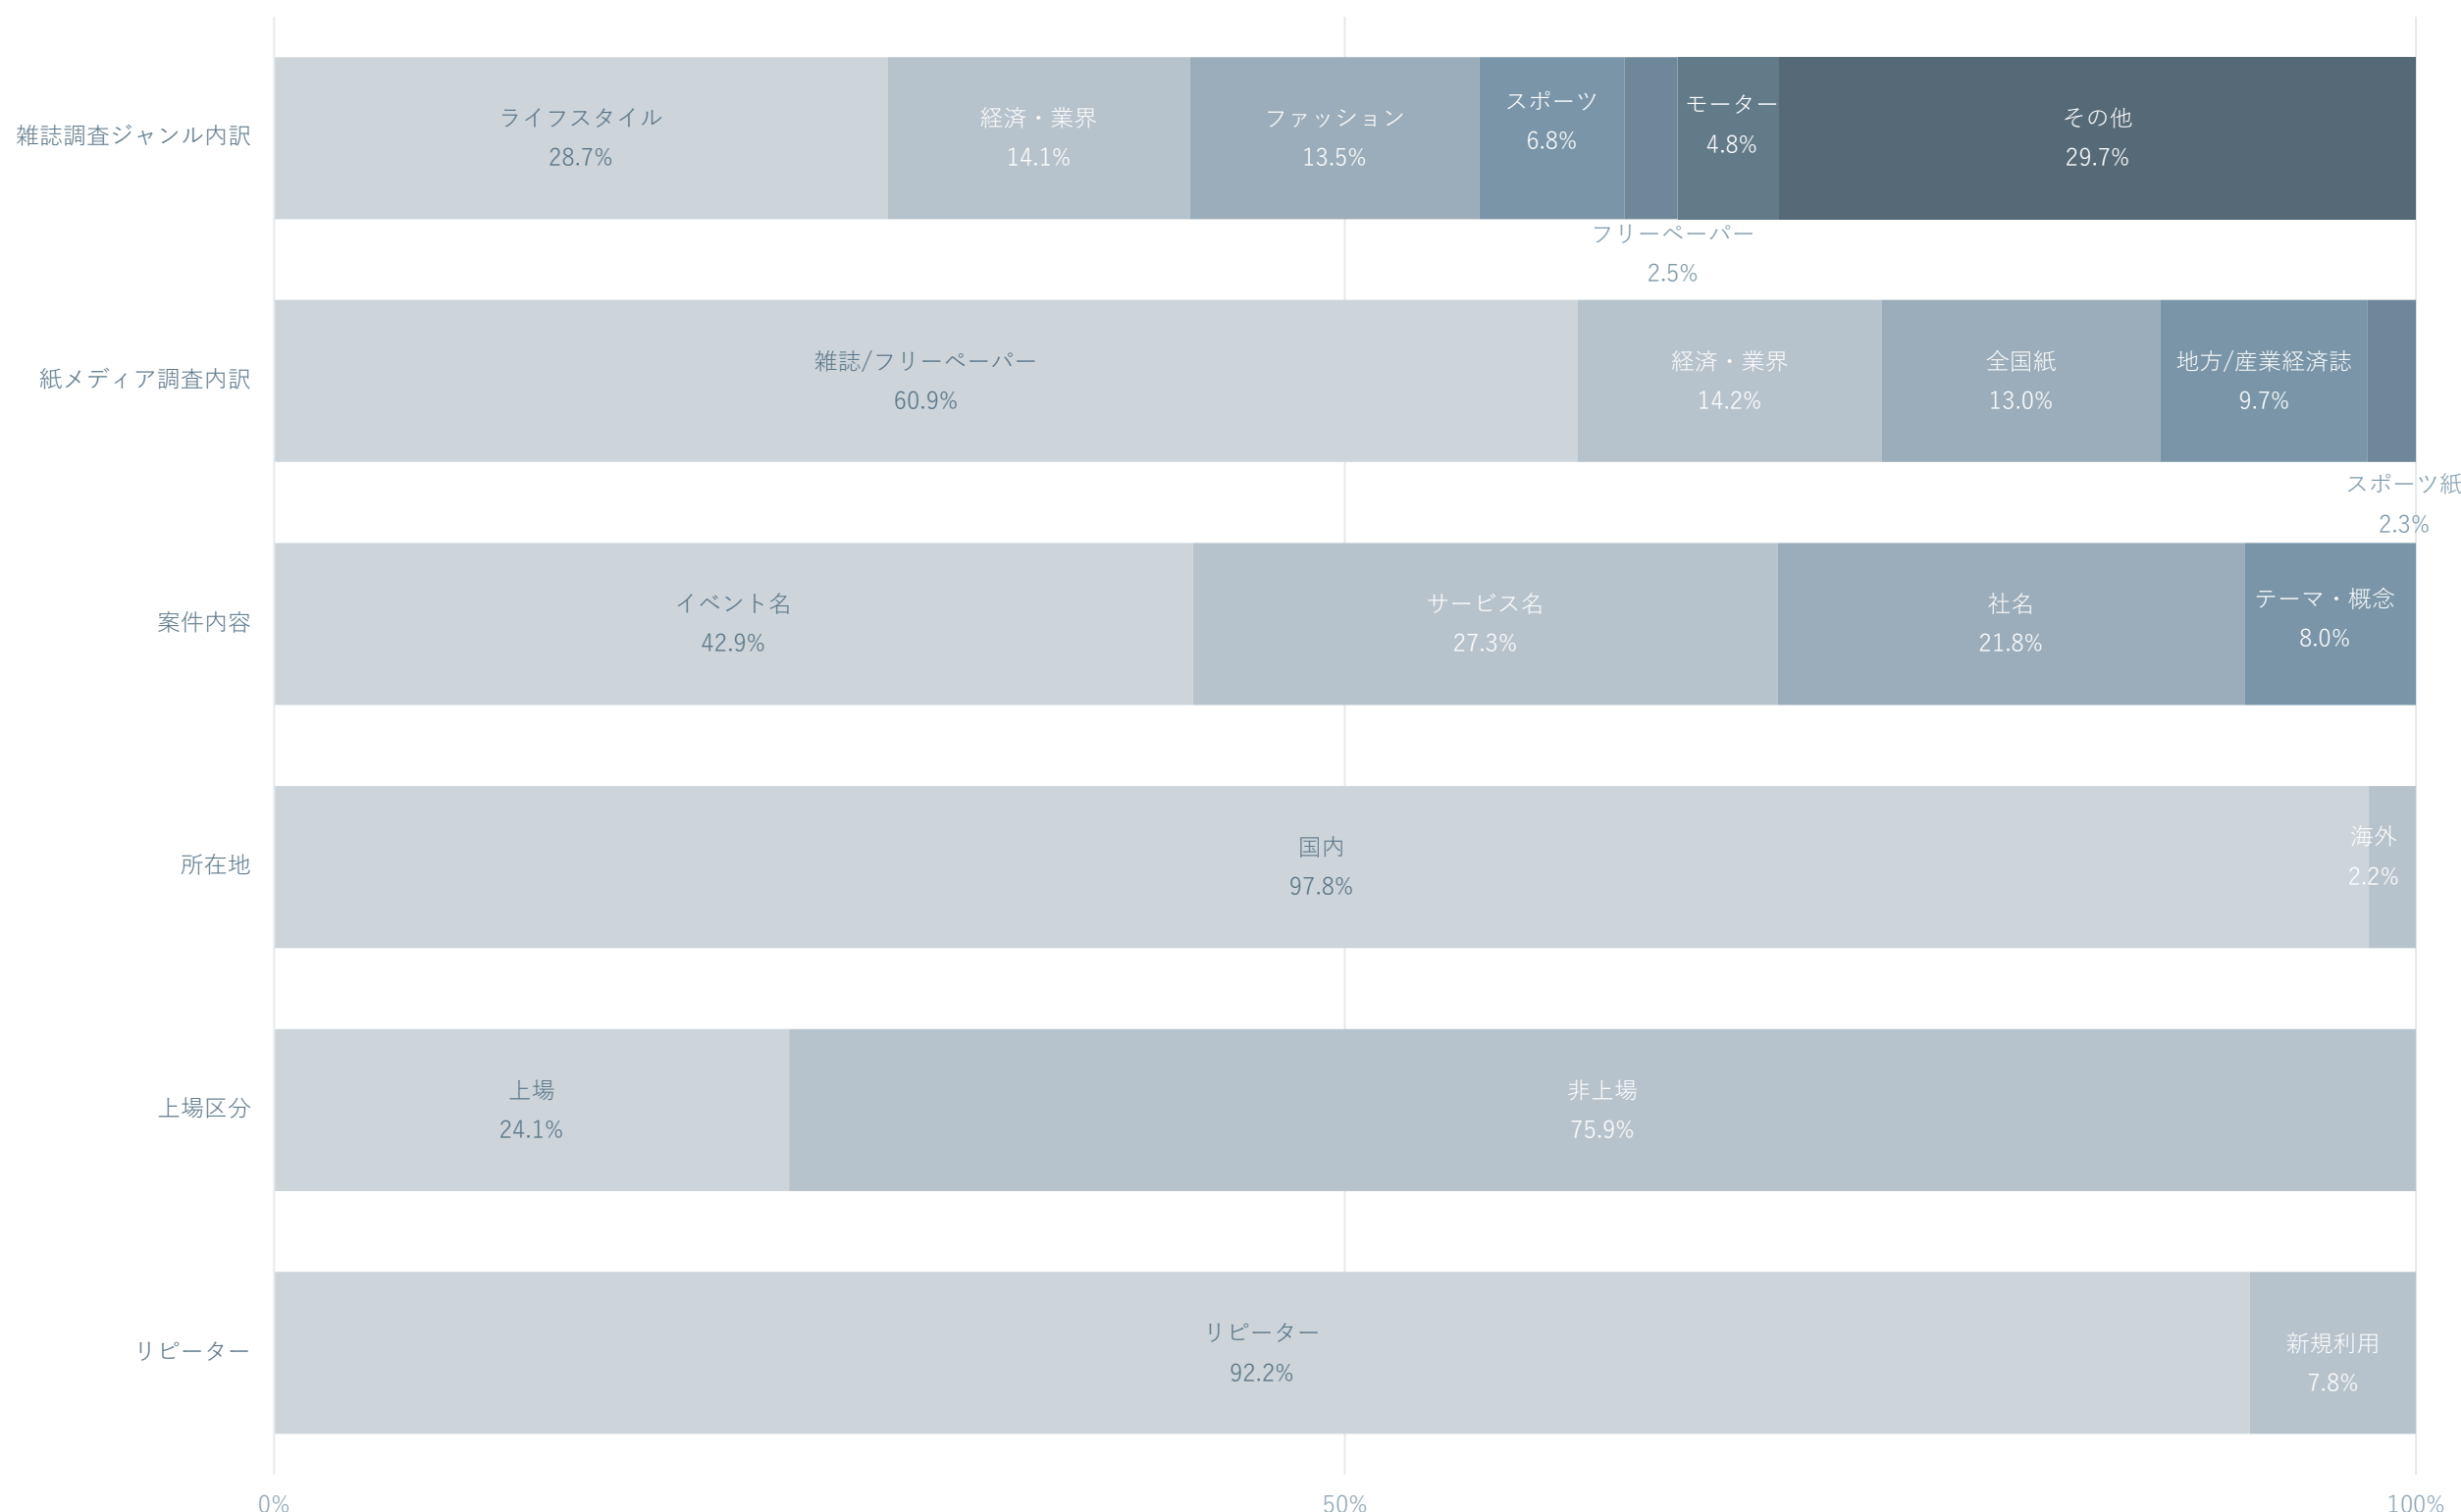 雑誌調査ジャンル内訳
ライフスタイル
28.7%
経済・業界
14.1%
ファッション
13.5%
スポーツ
6.8%
フリーペーパー
2.5%
モーター
4.8%
その他
29.7%
紙メディア調査内訳
雑誌/フリーペーパー
60.9%
経済・業界
14.2%
全国紙
13.0%
地方/産業経済誌
9.7%
スポーツ紙
2.3%
案件内容
イベント名
42.9%
サービス名
27.3%
社名
21.8%
テーマ・概念
8.0%
所在地
国内
97.8%
海外
2.2%
上場区分
上場
24.1%
非上場
75.9%
リピーター
リピーター
92.2%
新規利用
7.8%
0%
50%
100%